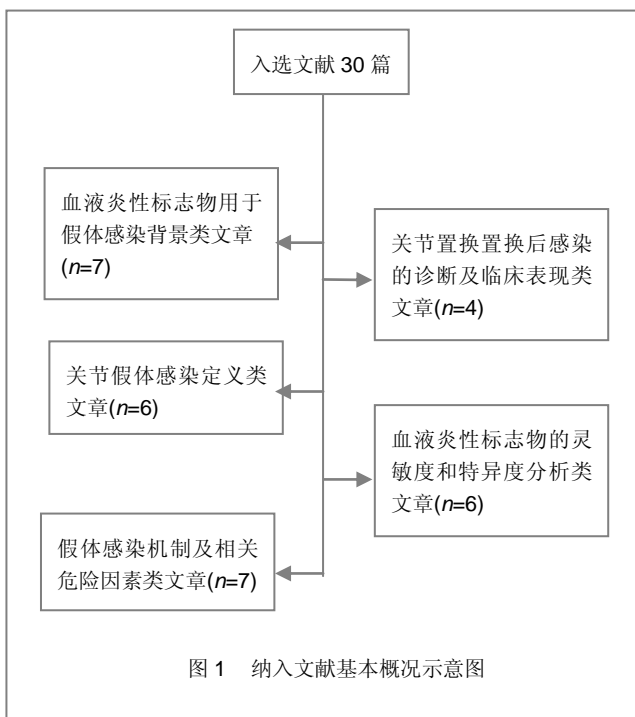 入选文献 30 篇
血液炎性标志物用于
假体感染背景类文章
(n=7)
关节置换置换后感染
的诊断及临床表现类
文章(n=4)
关节假体感染定义类
文章(n=6)
血液炎性标志物的灵
敏度和特异度分析类
文章(n=6)
假体感染机制及相关
危险因素类文章(n=7)
图 1 纳入文献基本概况示意图